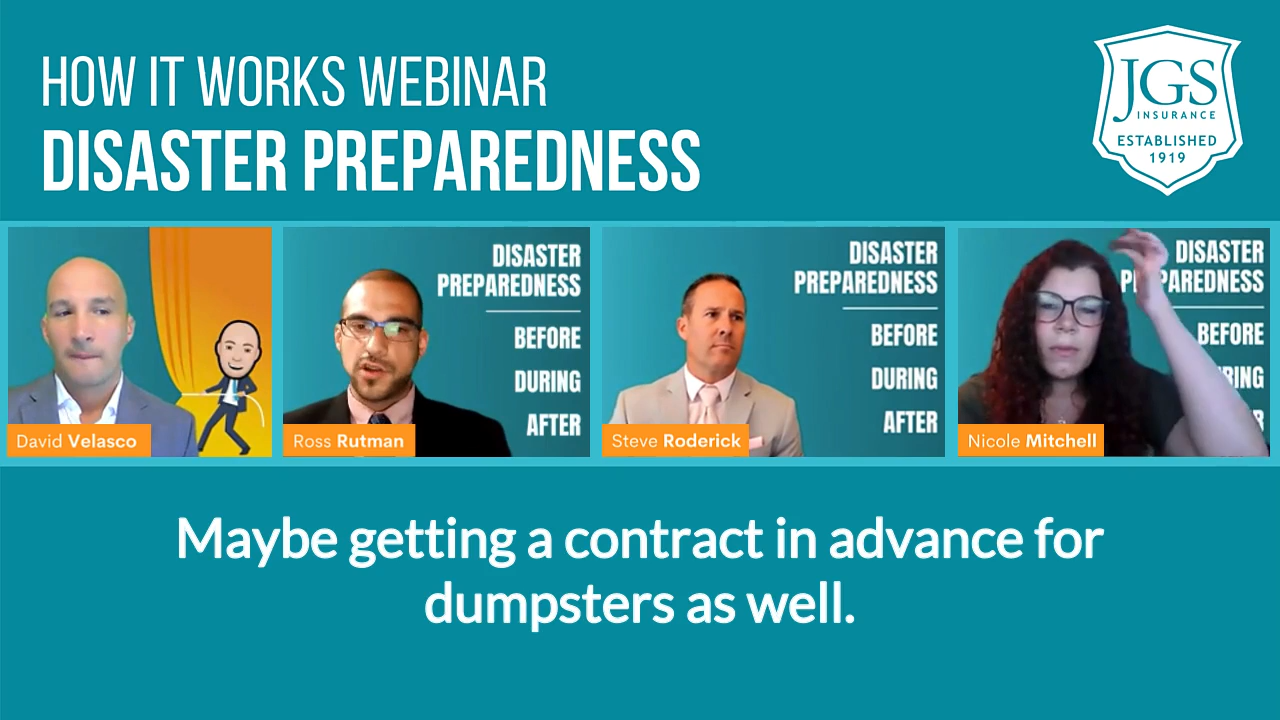 HOW IT WORKS WEBINAR
DISASTER PREPAREDNESS
JGS
INSURANCE
ESTABLISHED
1919
David Velasco
DISASTER
PREPAREDNESS
BEFORE
DURING
AFTER
Ross Rutman
DISASTER
PREPAREDNESS
BEFORE
DURING
AFTER
Steve Roderick
DISASTER
PREPAREDNESS
BEFORE
Nicole Mitchell
Maybe getting a contract in advance for
dumpsters as well.